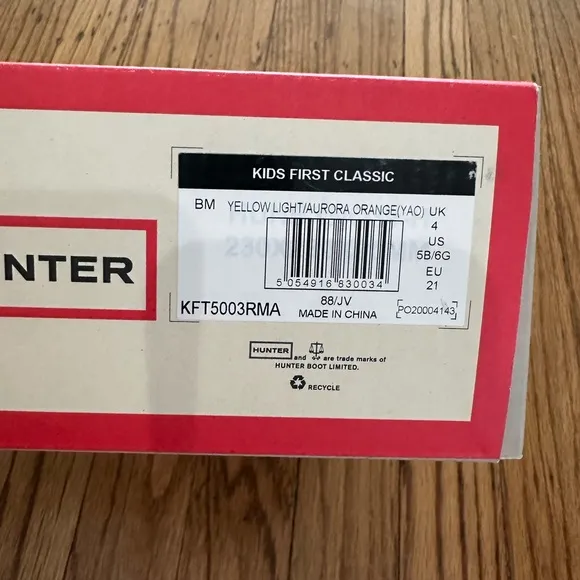 KIDS FIRST CLASSIC
BM YELLOW LIGHT/AURORA ORANGE(YAO) UK
4
US
5B/6G
EU
21
5 054916 830034
KFT5003RMA 88/JV
MADE IN CHINA PO20004143
NTER
HUNTER and are trade marks of
HUNTER BOOT LIMITED.
RECYCLE